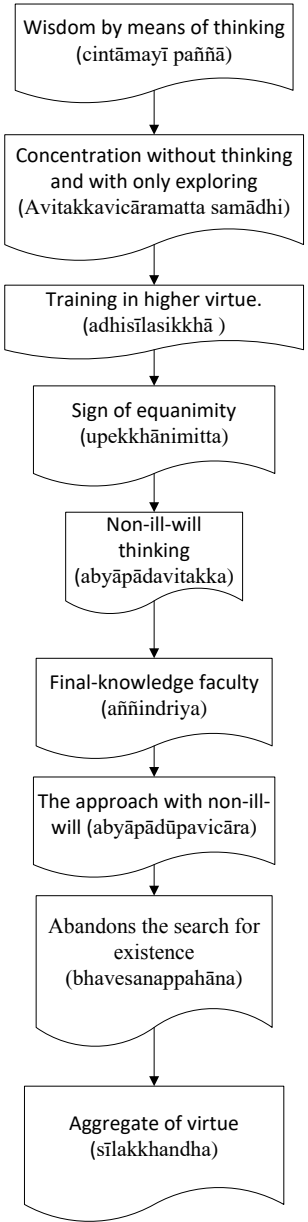 Wisdom by means of thinking
(cintāmayī paññā)
Concentration without thinking
and with only exploring
(Avitakkavicāramatta samādhi)
Training in higher virtue.
(adhisīlasikkhā )
Sign of equanimity
(upekkhānimitta)
Non-ill-will
thinking
(abyāpādavitakka)
Final-knowledge faculty
(aññindriya)
The approach with non-ill-
will (abyāpādūpavicāra)
Abandons the search for
existence
(bhavesanappahāna)
Aggregate of virtue
(sīlakkhandha)